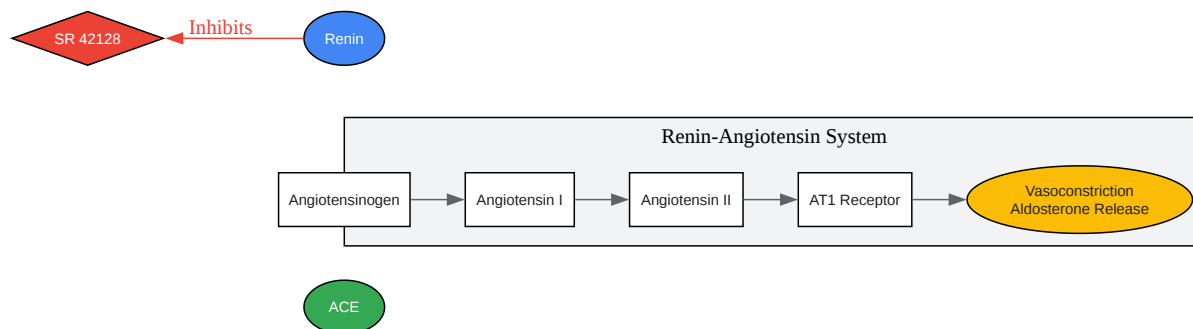 SR 42128
Inhibits
Renin
Renin-Angiotensin System
Angiotensinogen
Angiotensin I
Angiotensin II
AT1 Receptor
Vasoconstriction
Aldosterone Release
ACE